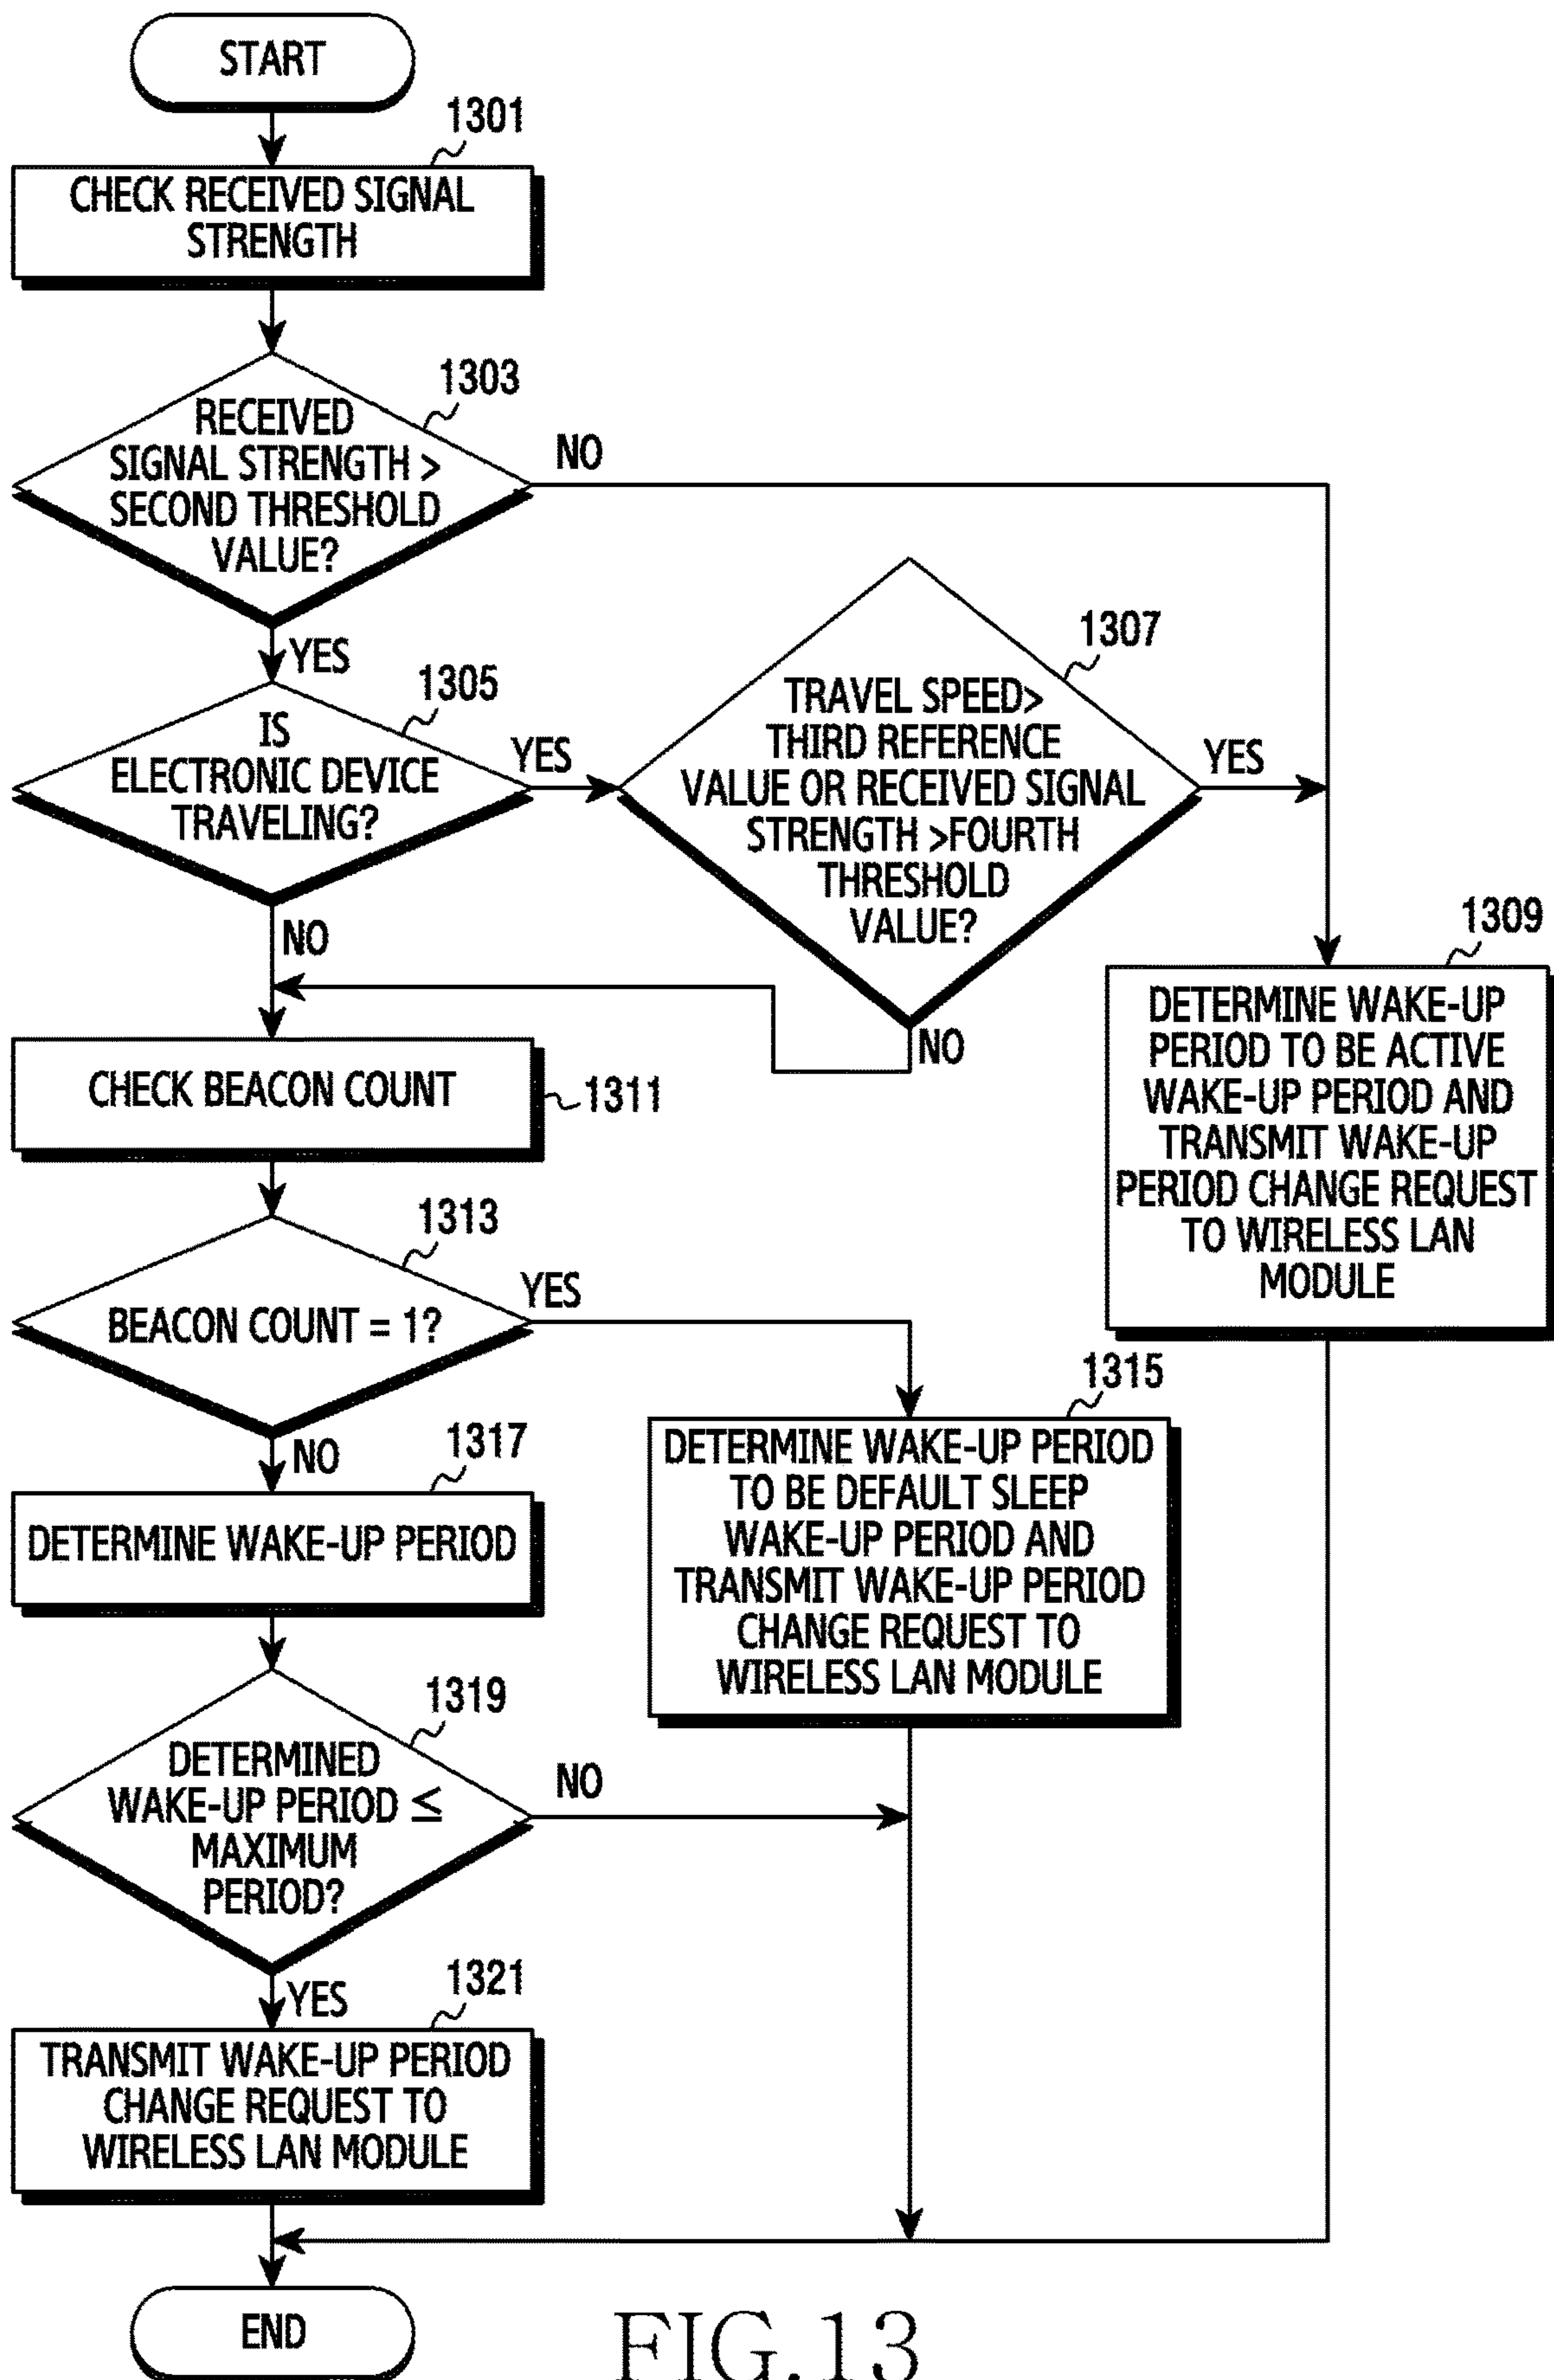 START
1301
CHECK RECEIVED SIGNAL
STRENGTH
1303
RECEIVED
SIGNAL STRENGTH >
SECOND THRESHOLD
VALUE?
NO
YES
1305
IS
ELECTRONIC DEVICE
TRAVELING?
YES
NO
1307
TRAVEL SPEED>
THIRD REFERENCE
VALUE OR RECEIVED SIGNAL
STRENGTH >FOURTH
THRESHOLD
VALUE?
YES
NO
1309
DETERMINE WAKE-UP
PERIOD TO BE ACTIVE
WAKE-UP PERIOD AND
TRANSMIT WAKE-UP
PERIOD CHANGE REQUEST
TO WIRELESS LAN
MODULE
CHECK BEACON COUNT
1311
1313
BEACON COUNT = 1?
YES
NO
1315
DETERMINE WAKE-UP PERIOD
TO BE DEFAULT SLEEP
WAKE-UP PERIOD AND
TRANSMIT WAKE-UP PERIOD
CHANGE REQUEST TO
WIRELESS LAN MODULE
1317
DETERMINE WAKE-UP PERIOD
1319
DETERMINED
WAKE-UP PERIOD ≤
MAXIMUM
PERIOD?
NO
YES
1321
TRANSMIT WAKE-UP PERIOD
CHANGE REQUEST TO
WIRELESS LAN MODULE
END
FIG.13